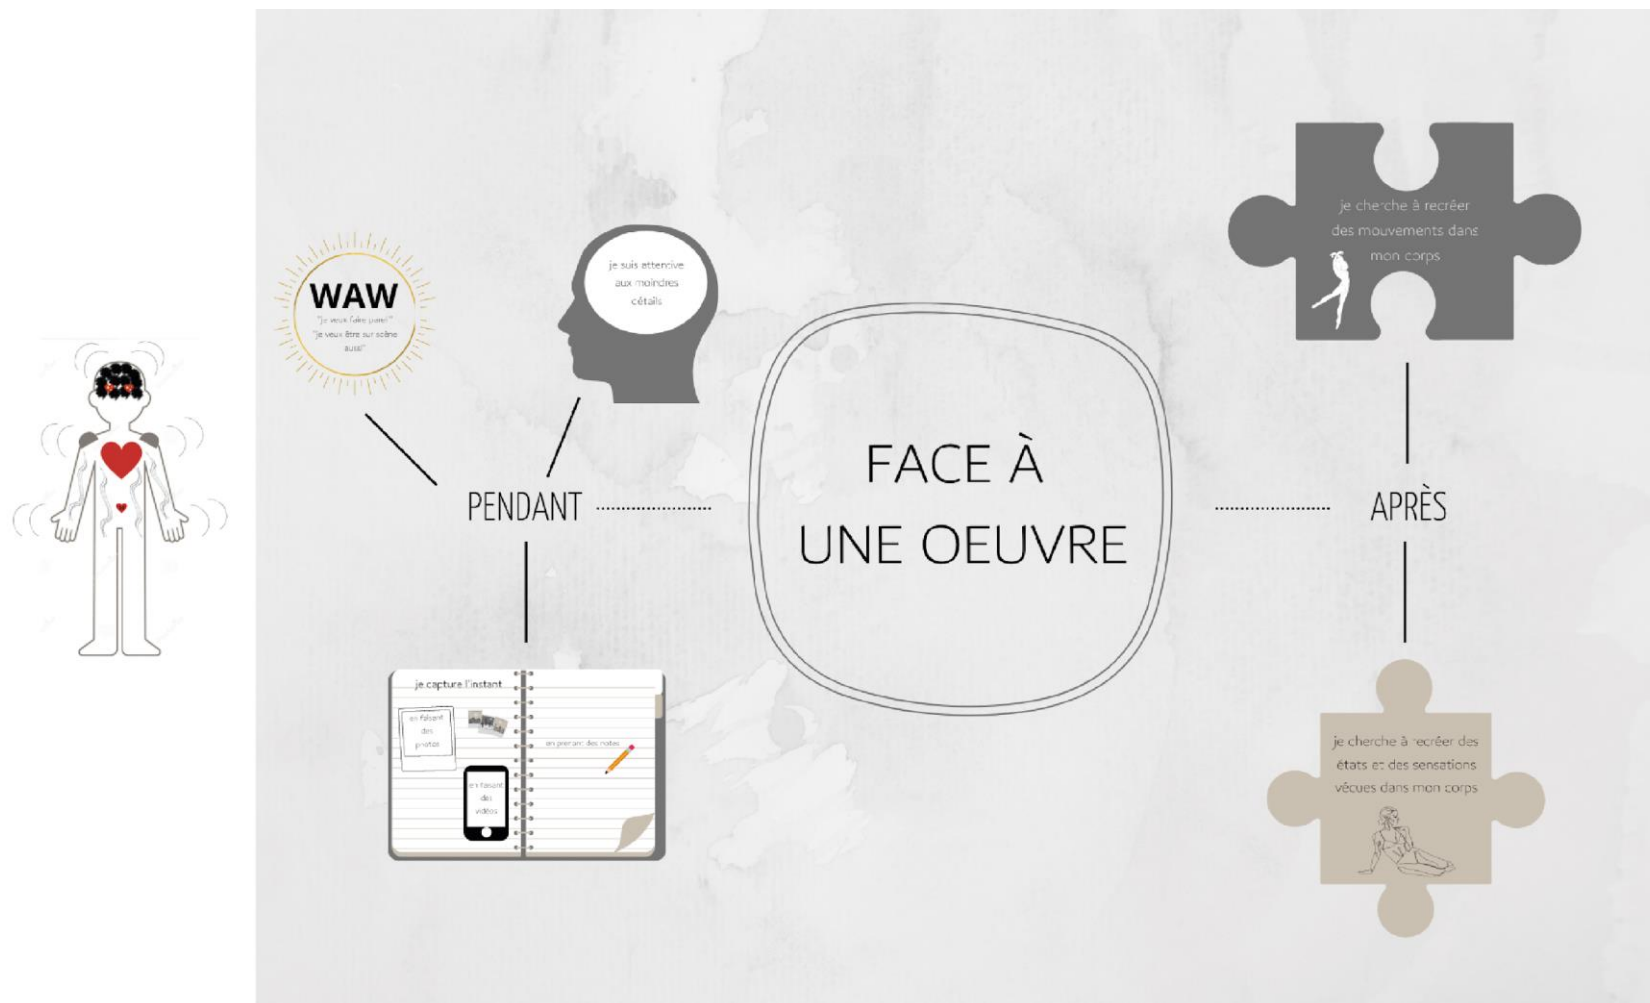 WAW
"je veux faire pareil"
"je veux être sur scène
aussi"
je suis attentive
aux moindres
détails
PENDANT
je capture l'instant
en faisant
des
photos
en faisant
des
vidéos
en prenant des notes
FACE À
UNE OEUVRE
APRÈS
je cherche à recréer
des mouvements dans
mon corps
je cherche à recréer des
états et des sensations
vécues dans mon corps